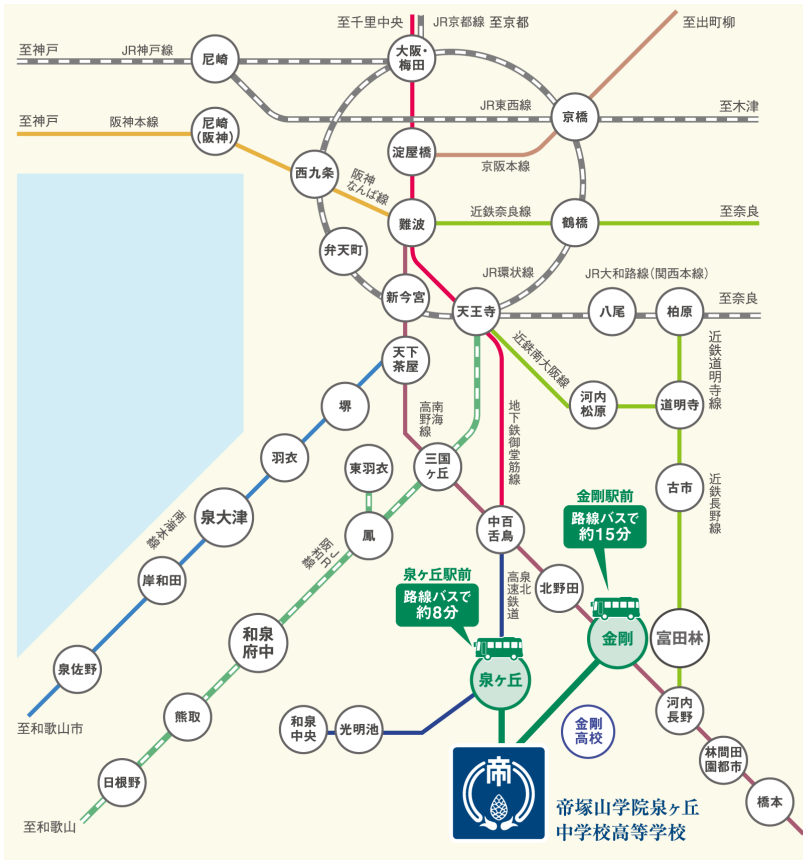 至千里中央
JR京都線 至京都
至出町柳
至神戸
JR神戸線
尼崎
大阪・
梅田
JR東西線
京橋
至木津
至神戸
阪神本線
尼崎
(阪神)
淀屋橋
京阪本線
西九条
阪神
なんば線
難波
近鉄奈良線
鶴橋
至奈良
弁天町
JR環状線
JR大和路線(関西本線)
新今宮
天王寺
八尾
柏原
至奈良
天下
茶屋
近鉄南大阪線
近鉄道明寺線
堺
南海
高野線
地下鉄御堂筋線
河内
松原
道明寺
羽衣
東羽衣
三国
ヶ丘
古市
近鉄長野線
泉大津
南海本線
鳳
中百
舌鳥
金剛駅前
路線バスで
約15分
JR
阪和線
岸和田
泉ヶ丘駅前
路線バスで
約8分
泉北
高速鉄道
北野田
和泉
府中
金剛
富田林
泉佐野
泉ヶ丘
熊取
和泉
中央
光明池
金剛
高校
河内
長野
至和歌山市
林間田
園都市
日根野
帝
橋本
至和歌山
帝塚山学院泉ヶ丘
中学校高等学校